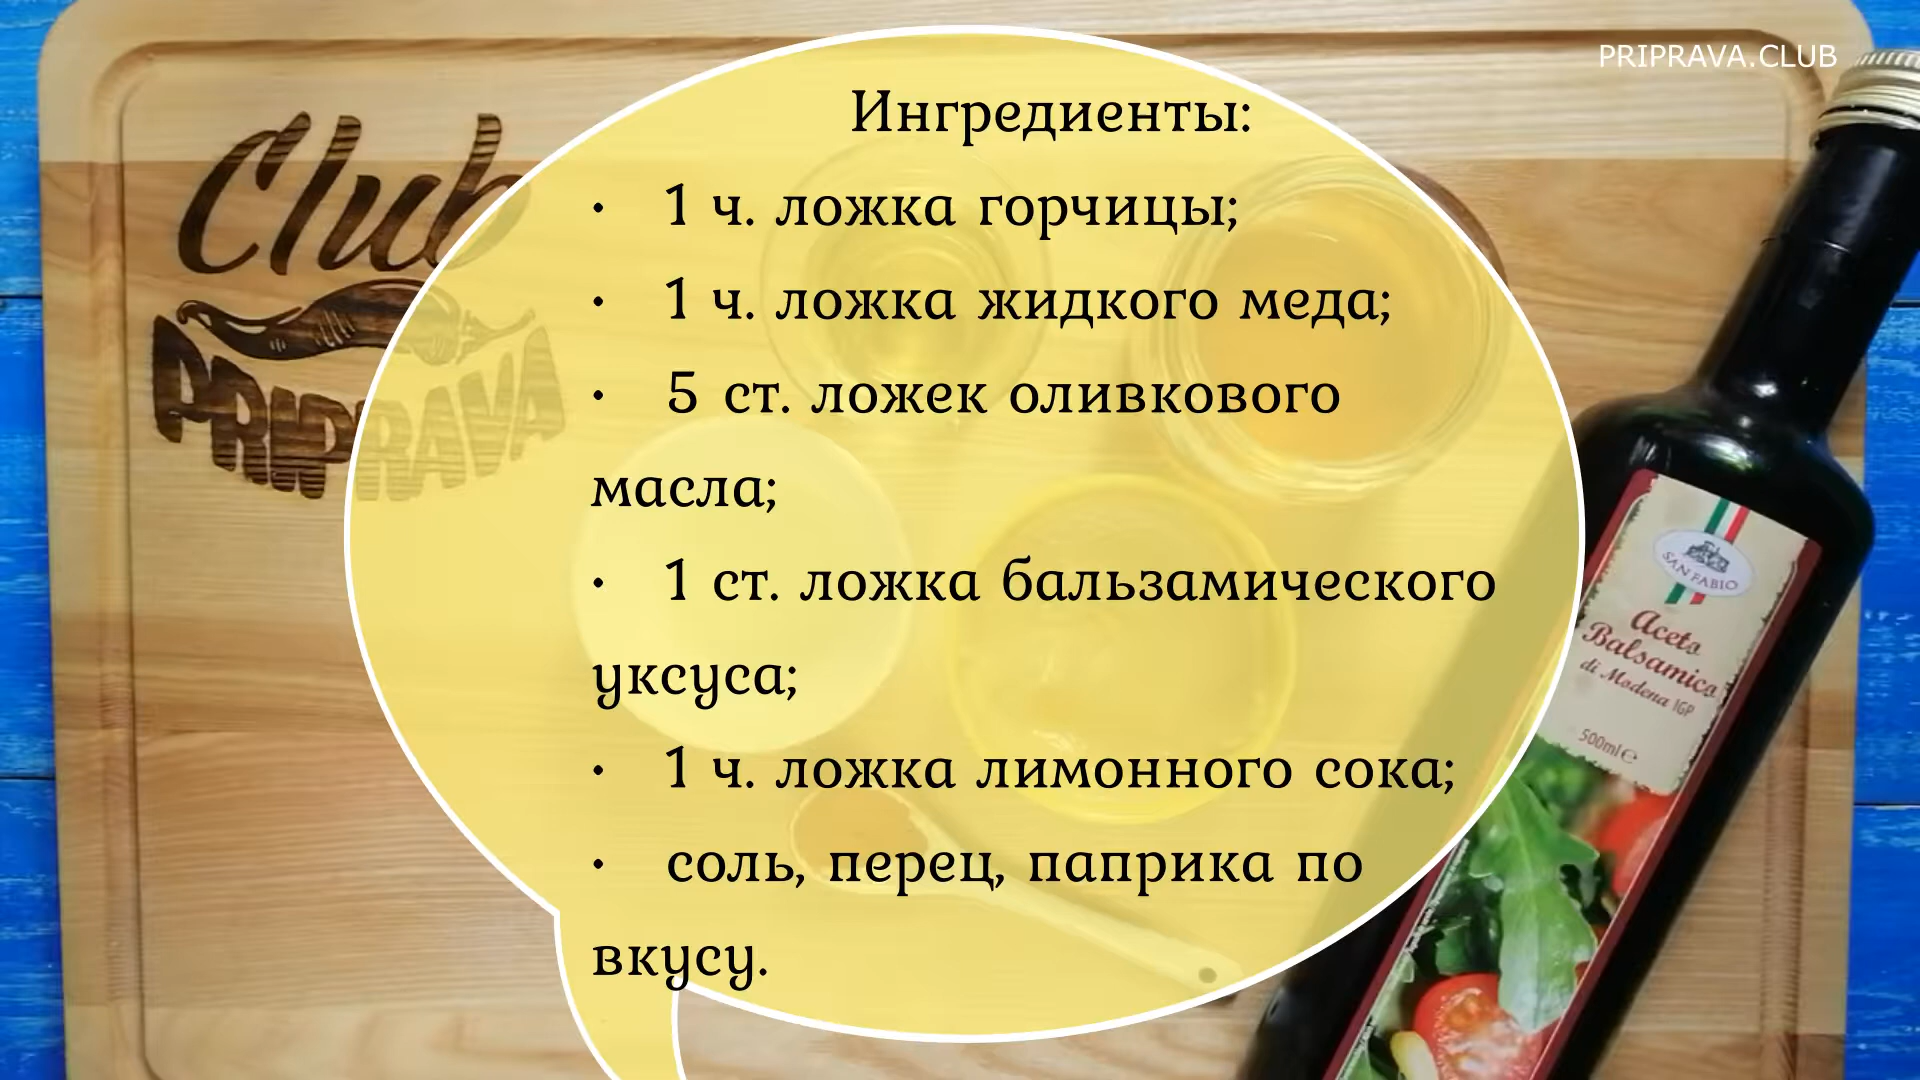 PRIPRAVA.CLUB
Club
PRIPRAVA
Ингредиенты:
• 1 ч. ложка горчицы;
• 1 ч. ложка жидкого меда;
• 5 ст. ложек оливкового
масла;
• 1 ст. ложка бальзамического
уксуса;
• 1 ч. ложка лимонного сока;
• соль, перец, паприка по
вкусу.
SAN FABIO
Aceto
Balsamico
di Modena IGP
500ml e